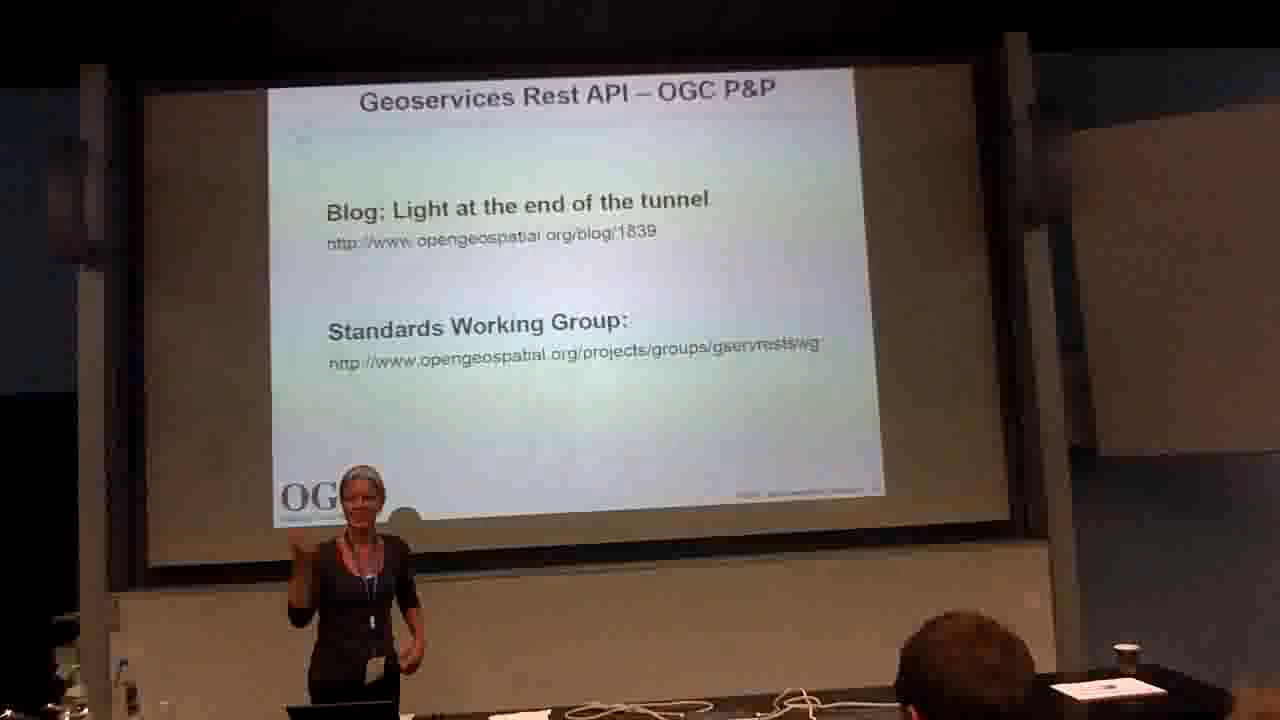 Geoservices Rest API – OGC P&P
Blog: Light at the end of the tunnel
http://www.opengeospatial.org/blog/1839
Standards Working Group:
http://www.opengeospatial.org/projects/groups/gservrestswg
OG